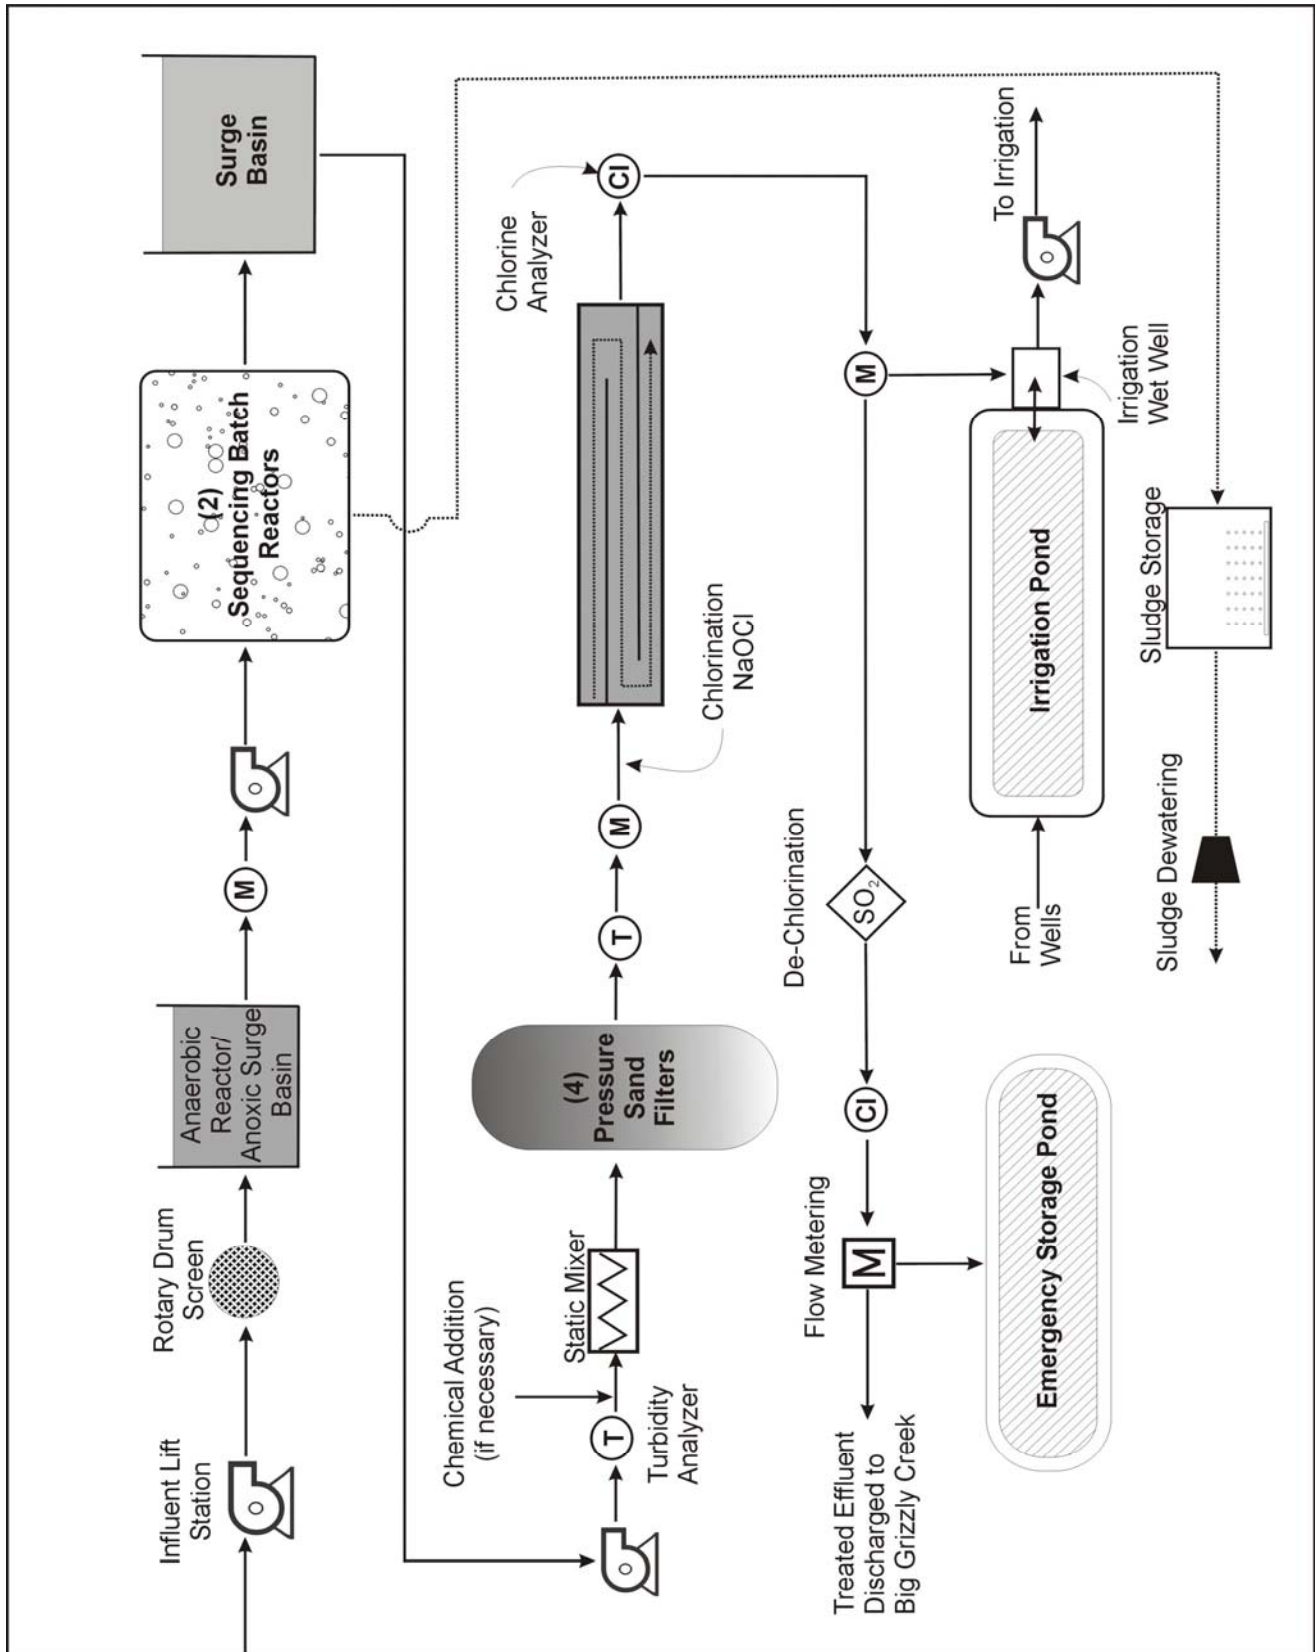 Influent Lift
Station
Rotary Drum
Screen
Anaerobic
Reactor/
Anoxic Surge
Basin
M
(2)
Sequencing Batch
Reactors
Surge
Basin
Chemical Addition
(if necessary)
T
Turbidity
Analyzer
Static Mixer
(4)
Pressure
Sand
Filters
T
M
Chlorination
NaOCl
Chlorine
Analyzer
Cl
M
De-Chlorination
SO2
Cl
Flow Metering
M
Treated Effluent
Discharged to
Big Grizzly Creek
Emergency Storage Pond
From
Wells
Irrigation Pond
Irrigation
Wet Well
To Irrigation
Sludge Storage
Sludge Dewatering